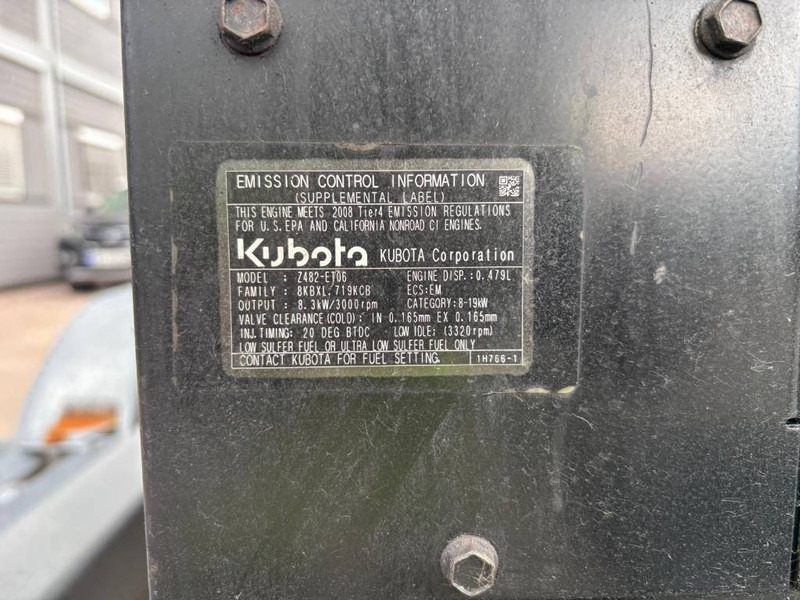 EMISSION CONTROL INFORMATION
(SUPPLEMENTAL LABEL)
THIS ENGINE MEETS 2008 Tier4 EMISSION REGULATIONS
FOR U.S.EPA AND CALIFORNIA NONROAD CI ENGINES.
Kubota KUBOTA Corporation
MODEL : Z482-ET06 ENGINE DISP.: 0.479L
FAMILY : 8KBXL.719KCB ECS:EM
OUTPUT : 8.3kW/3000rpm CATEGORY:8-19kW
VALVE CLEARANCE(COLD): IN 0.165mm EX 0.165mm
INJ.TIMING: 20 DEG BTDC LOW IDLE: (3320rpm)
LOW SULFER FUEL OR ULTRA LOW SULFER FUEL ONLY
CONTACT KUBOTA FOR FUEL SETTING. 1H766-1